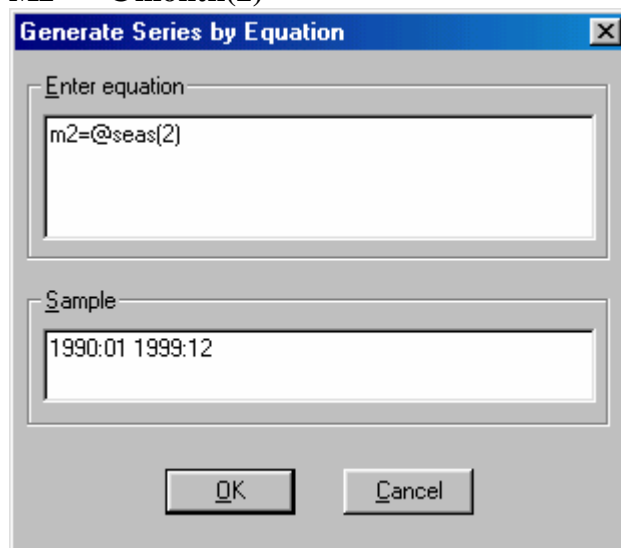 Generate Series by Equation
Enter equation
m2=@seas(2)
Sample
1990:01 1999:12
OK
Cancel